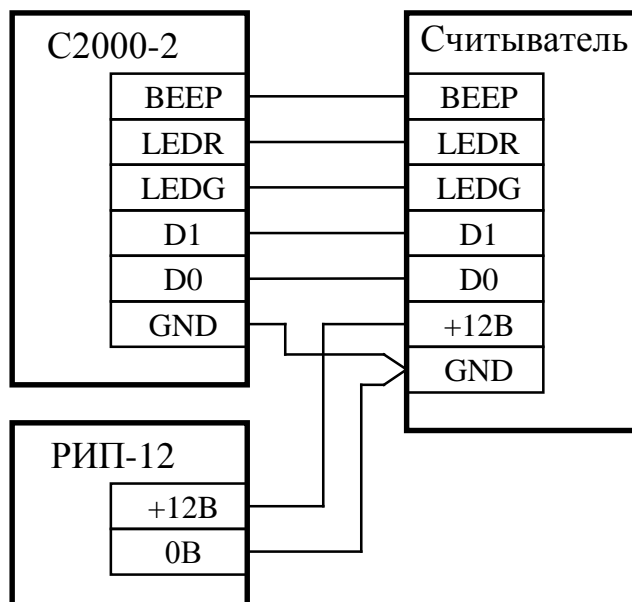 С2000-2
BEEP
LEDR
LEDG
D1
D0
GND
Считыватель
BEEP
LEDR
LEDG
D1
D0
+12В
GND
РИП-12
+12В
0В